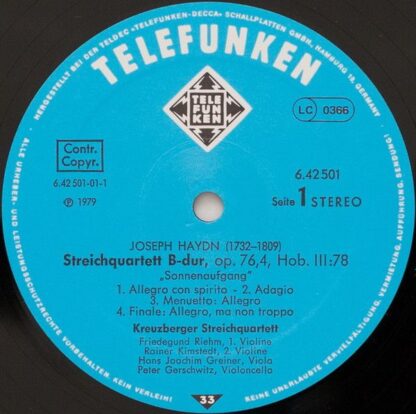 HERGESTELLT BEI DER TELDEC »TELEFUNKEN-DECCA« SCHALLPLATTEN GMBH, HAMBURG 19, GERMANY
TELEFUNKEN
TELE
FUN
KEN
LC 0366
Contr.
Copyr.
6.42501-01-1
Ⓟ 1979
6.42501
Seite 1 STEREO
JOSEPH HAYDN (1732–1809)
Streichquartett B-dur, op. 76,4, Hob. III:78
„Sonnenaufgang"
1. Allegro con spirito - 2. Adagio
3. Menuetto: Allegro
4. Finale: Allegro, ma non troppo
Kreuzberger Streichquartett
Friedegund Riehm, 1. Violine
Rainer Kimstedt, 2. Violine
Hans Joachim Greiner, Viola
Peter Gerschwitz, Violoncello
33
ALLE URHEBER- UND LEISTUNGSSCHUTZRECHTE VORBEHALTEN KEIN VERLEIH! KEINE UNERLAUBTE VERVIELFÄLTIGUNG, VERMIETUNG, AUFFÜHRUNG, SENDUNG!